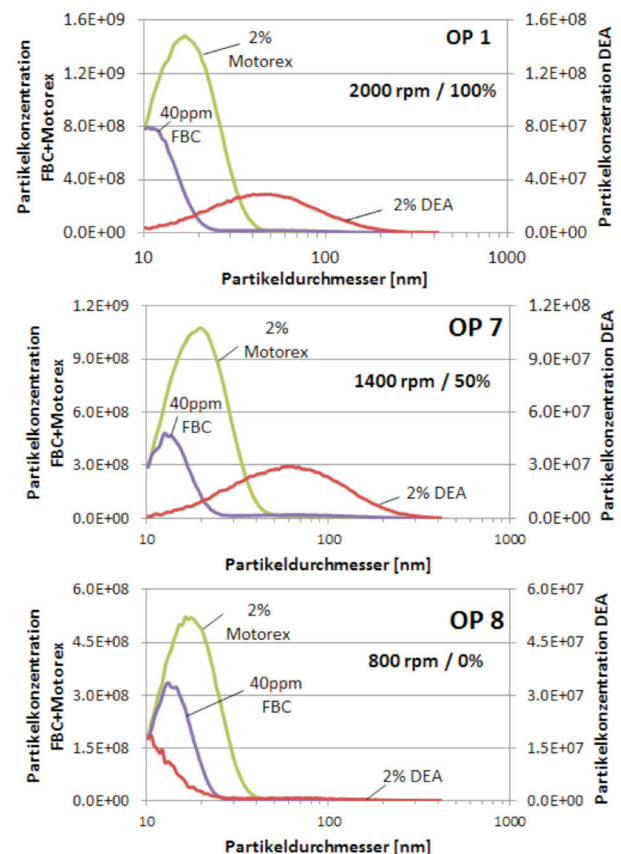 Partikelkonzentration
FBC+Motorex
1.6E+09
1.2E+09
8.0E+08
4.0E+08
0.0E+00
2%
Motorex
40ppm
FBC
OP 1
2000 rpm / 100%
2% DEA
1.6E+08
1.2E+08
8.0E+07
4.0E+07
0.0E+00
Partikelkonzetration DEA
10
100
1000
Partikeldurchmesser [nm]
Partikelkonzentration
FBC+Motorex
1.2E+09
9.0E+08
6.0E+08
3.0E+08
0.0E+00
2%
Motorex
40ppm
FBC
OP 7
1400 rpm / 50%
2% DEA
1.2E+08
9.0E+07
6.0E+07
3.0E+07
0.0E+00
Partikelkonzentration DEA
10
100
1000
Partikeldurchmesser [nm]
Partikelkonzentration
FBC+Motorex
6.0E+08
4.5E+08
3.0E+08
1.5E+08
0.0E+00
2%
Motorex
40ppm
FBC
OP 8
800 rpm / 0%
2% DEA
6.0E+07
4.5E+07
3.0E+07
1.5E+07
0.0E+00
Partikelkonzentration DEA
10
100
1000
Partikeldurchmesser [nm]